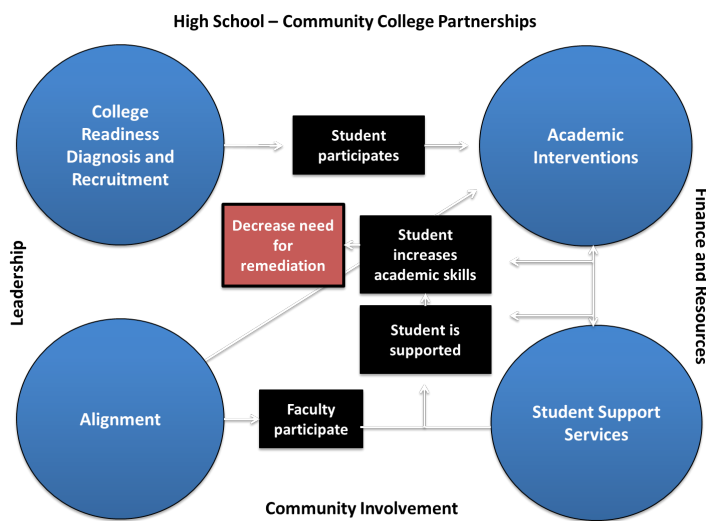 High School – Community College Partnerships
College
Readiness
Diagnosis and
Recruitment
Student
participates
Academic
Interventions
Decrease need
for
remediation
Student
increases
academic skills
Leadership
Finance and Resources
Student is
supported
Alignment
Faculty
participate
Student Support
Services
Community Involvement